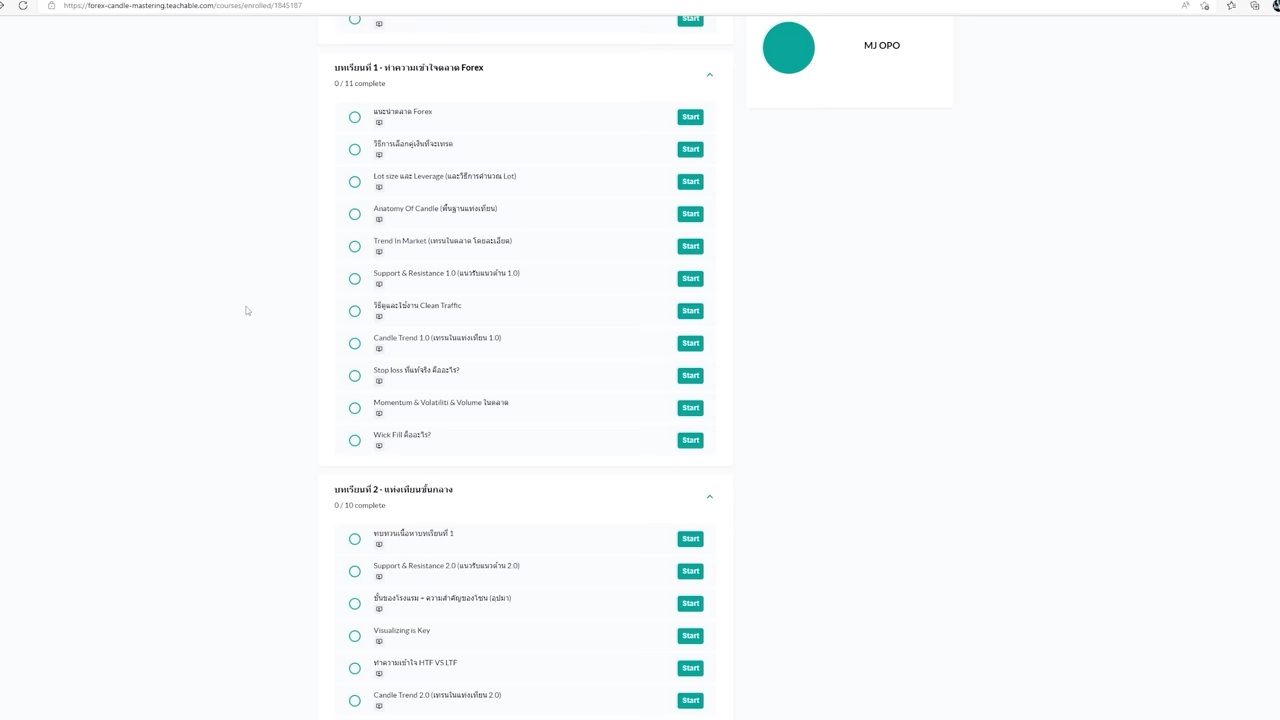 https://forex-candle-mastering.teachable.com/courses/enrolled/1845187
Start
MJ OPO
บทเรียนที่ 1 - ทำความเข้าใจตลาด Forex
0 / 11 complete
แนะนำตลาด Forex
Start
วิธีการเลือกคู่เงินที่จะเทรด
Start
Lot size และ Leverage (และวิธีการคำนวณ Lot)
Start
Anatomy Of Candle (พื้นฐานแท่งเทียน)
Start
Trend In Market (เทรนในตลาด โดยละเอียด)
Start
Support & Resistance 1.0 (แนวรับแนวต้าน 1.0)
Start
วิธีดูและใช้งาน Clean Traffic
Start
Candle Trend 1.0 (เทรนในแท่งเทียน 1.0)
Start
Stop loss ที่แท้จริง คืออะไร?
Start
Momentum & Volatiliti & Volume ในตลาด
Start
Wick Fill คืออะไร?
Start
บทเรียนที่ 2 - แท่งเทียนขั้นกลาง
0 / 10 complete
ทบทวนเนื้อหาบทเรียนที่ 1
Start
Support & Resistance 2.0 (แนวรับแนวต้าน 2.0)
Start
ชั้นของโรงแรม = ความสำคัญของโซน (อุปมา)
Start
Visualizing is Key
Start
ทำความเข้าใจ HTF VS LTF
Start
Candle Trend 2.0 (เทรนในแท่งเทียน 2.0)
Start